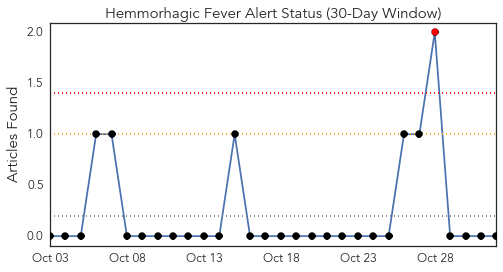 Hemmorhagic Fever Alert Status (30-Day Window)
Articles Found
2.0
1.5
1.0
0.5
0.0
Oct 03 Oct 08 Oct 13 Oct 18 Oct 23 Oct 28